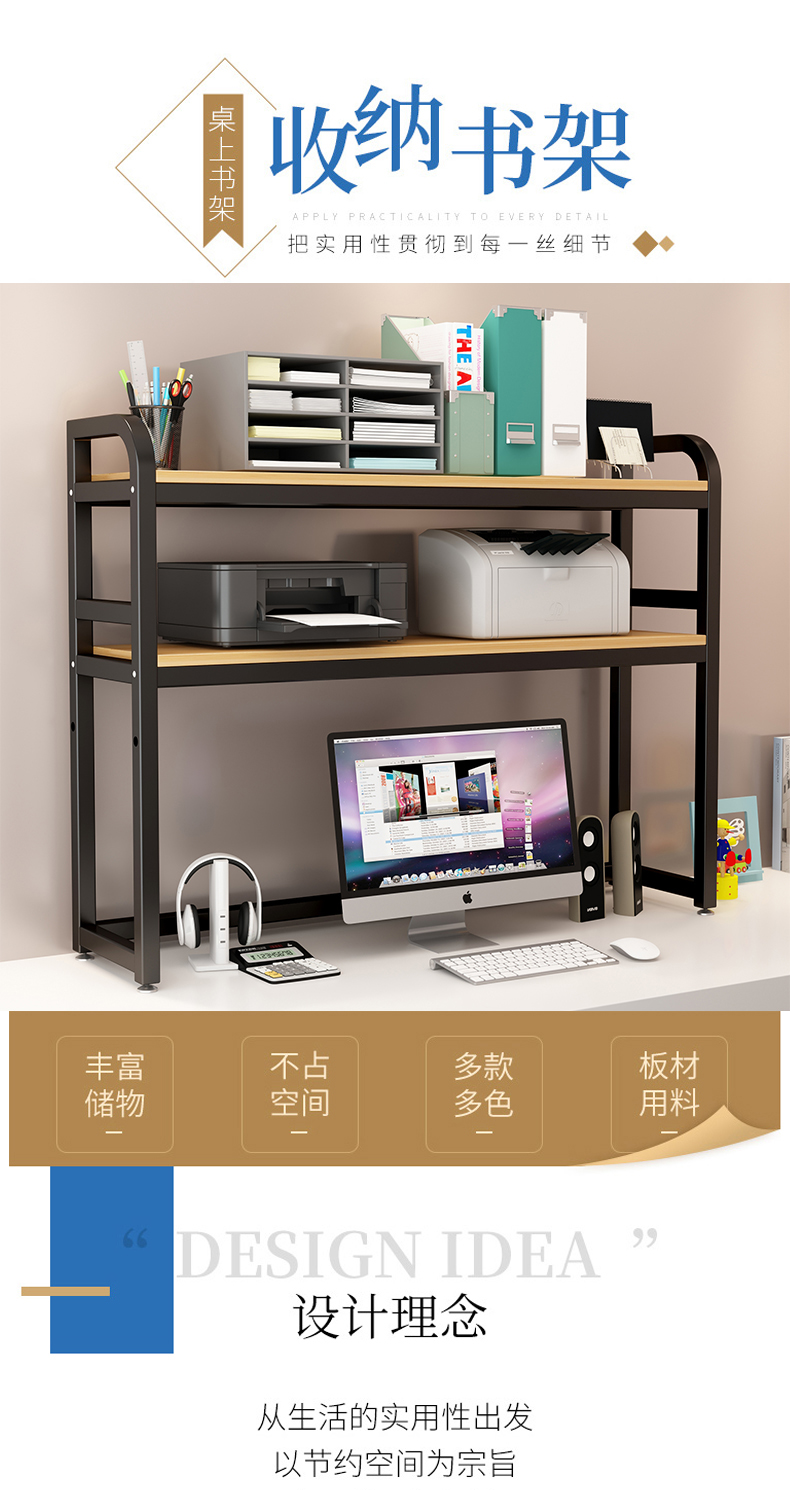 桌上书架
收纳书架
APPLY PRACTICALITY TO EVERY DETAIL
把实用性贯彻到每一丝细节
THE A
丰富
储物
不占
空间
多款
多色
板材
用料
“ DESIGN IDEA ”
设计理念
从生活的实用性出发
以节约空间为宗旨